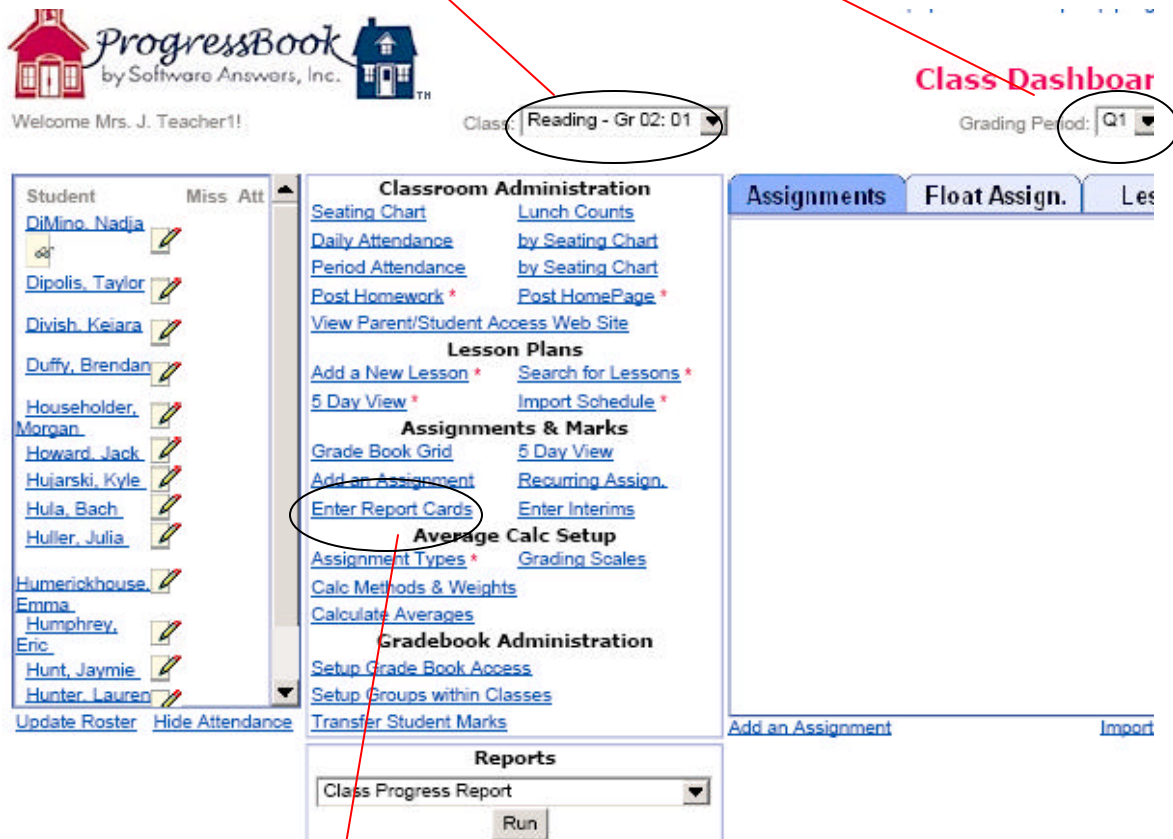 ProgressBook
by Software Answers, Inc.
TM
Class Dashboar
Welcome Mrs. J. Teacher1!
Class: Reading - Gr 02: 01
Grading Period: Q1
Student Miss Att
DiMino, Nadja
Dipolis, Taylor
Divish, Keiara
Duffy, Brendan
Householder,
Morgan
Howard, Jack
Hujarski, Kyle
Hula, Bach
Huller, Julia
Humerickhouse,
Emma
Humphrey,
Eric
Hunt, Jaymie
Hunter, Lauren
Update Roster Hide Attendance
Classroom Administration
Seating Chart Lunch Counts
Daily Attendance by Seating Chart
Period Attendance by Seating Chart
Post Homework * Post HomePage *
View Parent/Student Access Web Site
Lesson Plans
Add a New Lesson * Search for Lessons *
5 Day View * Import Schedule *
Assignments & Marks
Grade Book Grid 5 Day View
Add an Assignment Recurring Assign.
Enter Report Cards Enter Interims
Average Calc Setup
Assignment Types * Grading Scales
Calc Methods & Weights
Calculate Averages
Gradebook Administration
Setup Grade Book Access
Setup Groups within Classes
Transfer Student Marks
Reports
Class Progress Report
Run
Assignments Float Assign. Les
Add an Assignment Import